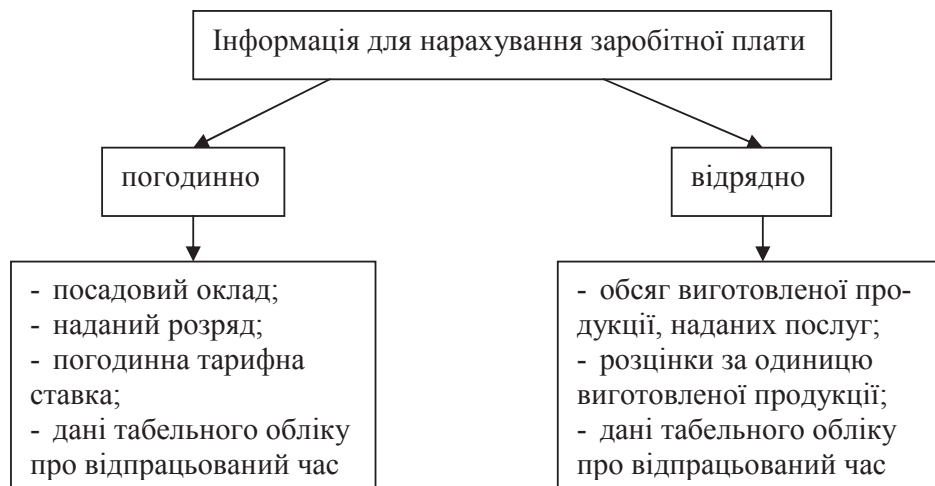 Інформація для нарахування заробітної плати
погодинно
відрядно
- посадовий оклад;
- наданий розряд;
- погодинна тарифна
ставка;
- дані табельного обліку
про відпрацьований час
- обсяг виготовленої про-
дукції, наданих послуг;
- розцінки за одиницю
виготовленої продукції;
- дані табельного обліку
про відпрацьований час